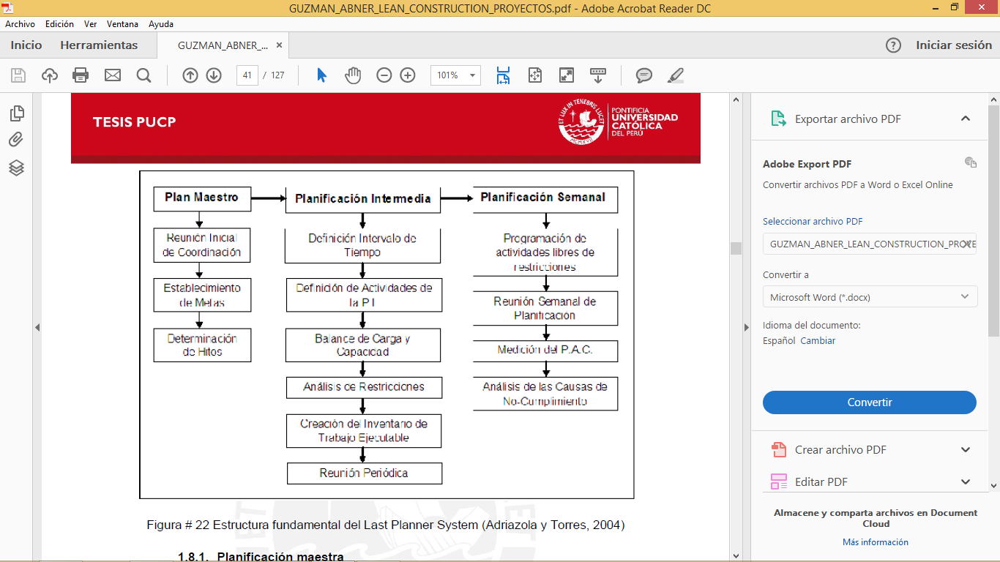 GUZMAN_ABNER_LEAN_CONSTRUCTION_PROYECTOS.pdf - Adobe Acrobat Reader DC
Archivo Edición Ver Ventana Ayuda
Inicio Herramientas GUZMAN_ABNER_... × ? Iniciar sesión
41 / 127 101%
TESIS PUCP
ET LUX IN TENEBRIS LUCET
MCMXVII
PONTIFICIA
UNIVERSIDAD
CATÓLICA
DEL PERÚ
Plan Maestro
Reunión Inicial
de Coordinación
Establecimiento
de Metas
Determinación
de Hitos
Planificación Intermedia
Definición Intervalo de
Tiempo
Definición de Actividades de
la P.I
Balance de Carga y
Capacidad
Análisis de Restricciones
Creación del Inventario de
Trabajo Ejecutable
Reunión Periódica
Planificación Semanal
Programación de
actividades libres de
restricciones
Reunión Semanal de
Planificación
Medición del P.A.C.
Análisis de las Causas de
No-Cumplimiento
Figura # 22 Estructura fundamental del Last Planner System (Adriazola y Torres, 2004)
1.8.1. Planificación maestra
Exportar archivo PDF
Adobe Export PDF
Convertir archivos PDF a Word o Excel Online
Seleccionar archivo PDF
GUZMAN_ABNER_LEAN_CONSTRUCTION_PROYE
Convertir a
Microsoft Word (*.docx)
Idioma del documento:
Español Cambiar
Convertir
Crear archivo PDF
Editar PDF
Almacene y comparta archivos en Document
Cloud
Más información